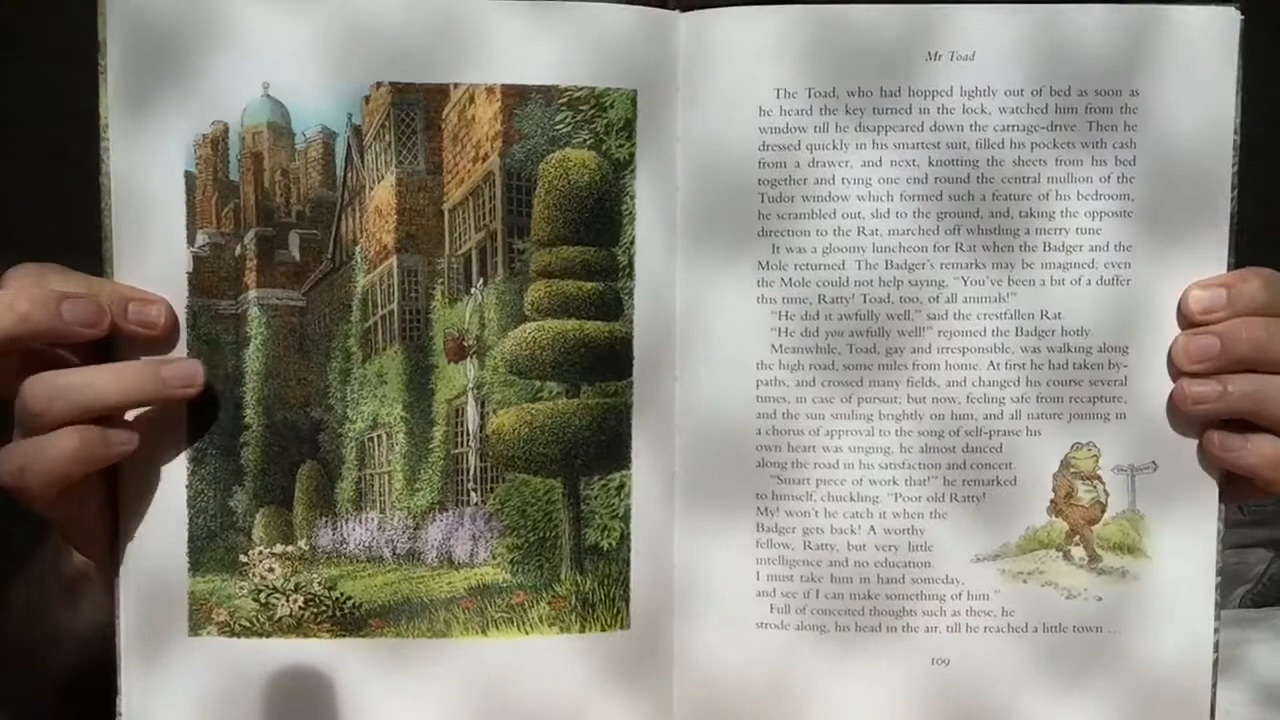 Mr Toad
The Toad, who had hopped lightly out of bed as soon as
he heard the key turned in the lock, watched him from the
window till he disappeared down the carriage-drive. Then he
dressed quickly in his smartest suit, filled his pockets with cash
from a drawer, and next, knotting the sheets from his bed
together and tying one end round the central mullion of the
Tudor window which formed such a feature of his bedroom,
he scrambled out, slid to the ground, and, taking the opposite
direction to the Rat, marched off whistling a merry tune.
It was a gloomy luncheon for Rat when the Badger and the
Mole returned. The Badger's remarks may be imagined; even
the Mole could not help saying, "You've been a bit of a duffer
this time, Ratty! Toad, too, of all animals!"
"He did it awfully well," said the crestfallen Rat.
"He did you awfully well!" rejoined the Badger hotly.
Meanwhile, Toad, gay and irresponsible, was walking along
the high road, some miles from home. At first he had taken by-
paths, and crossed many fields, and changed his course several
times, in case of pursuit; but now, feeling safe from recapture,
and the sun smiling brightly on him, and all nature joining in
a chorus of approval to the song of self-praise his
own heart was singing, he almost danced
along the road in his satisfaction and conceit.
"Smart piece of work that!" he remarked
to himself, chuckling. "Poor old Ratty!
My! won't he catch it when the
Badger gets back! A worthy
fellow, Ratty, but very little
intelligence and no education.
I must take him in hand someday,
and see if I can make something of him."
Full of conceited thoughts such as these, he
strode along, his head in the air, till he reached a little town ...
109